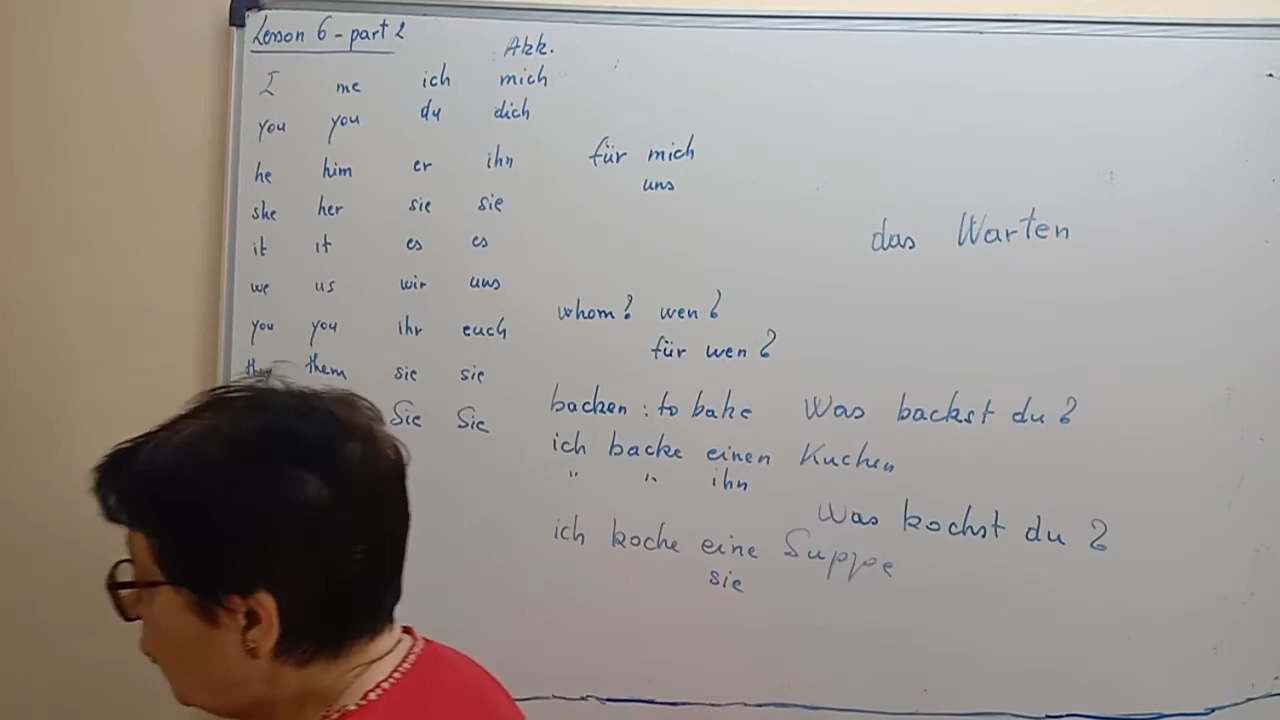 Lesson 6 - part 2
Akk.
I me ich mich
you you du dich
he him er ihn
she her sie sie
it it es es
we us wir uns
you you ihr euch
they them sie sie
Sie Sie
für mich
uns
das Warten
whom? wen?
für wen?
backen : to bake Was backst du?
ich backe einen Kuchen
" " ihn
Was kochst du?
ich koche eine Suppe
sie